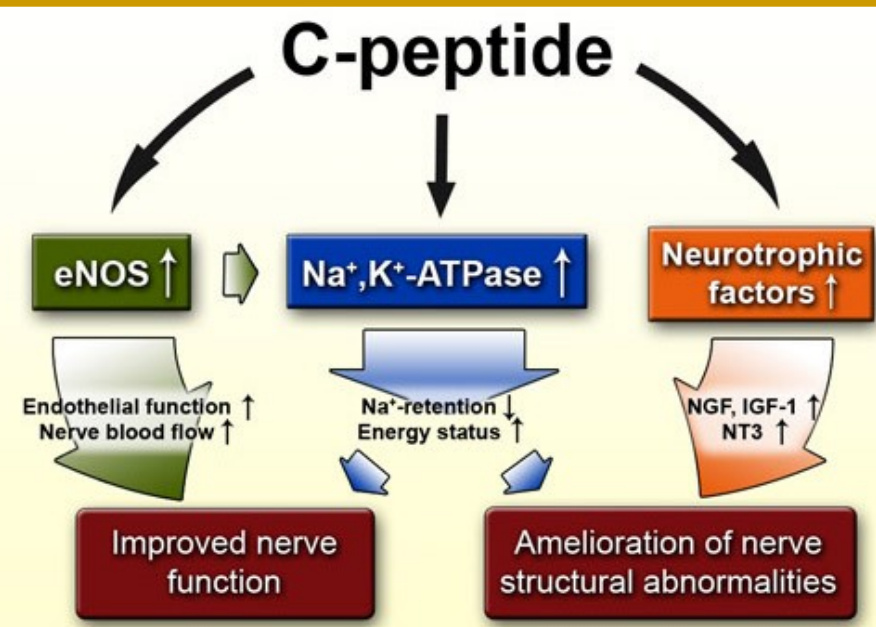 C-peptide
eNOS ↑
Na⁺,K⁺-ATPase ↑
Neurotrophic
factors ↑
Endothelial function ↑
Nerve blood flow ↑
Na⁺-retention ↓
Energy status ↑
NGF, IGF-1 ↑
NT3 ↑
Improved nerve
function
Amelioration of nerve
structural abnormalities